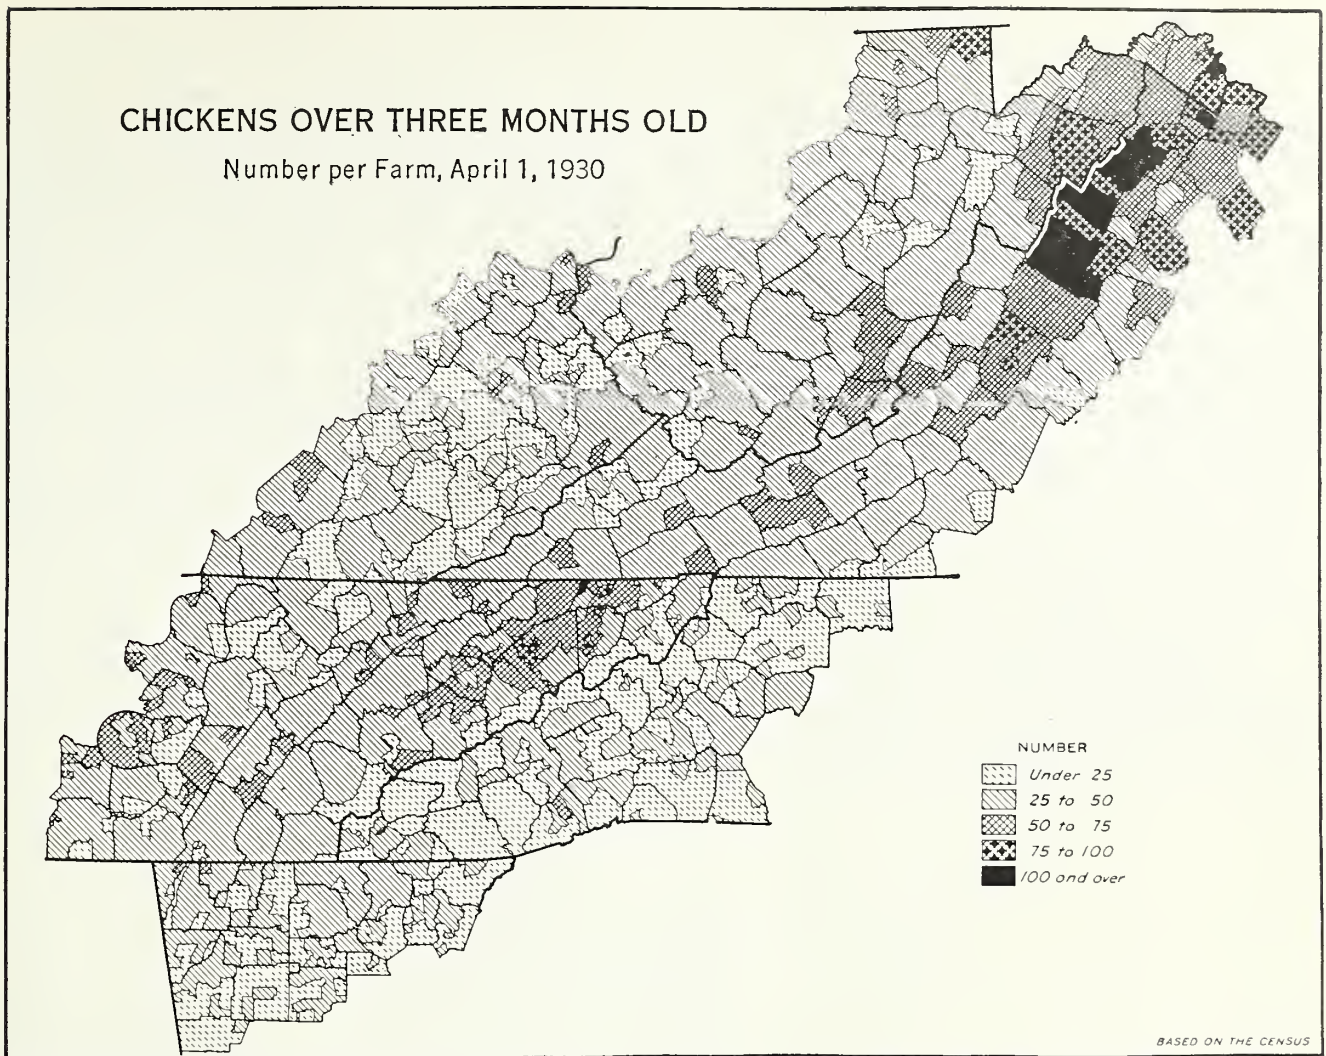 CHICKENS OVER THREE MONTHS OLD
Number per Farm, April 1, 1930
NUMBER
Under 25
25 to 50
50 to 75
75 to 100
100 and over
BASED ON THE CENSUS